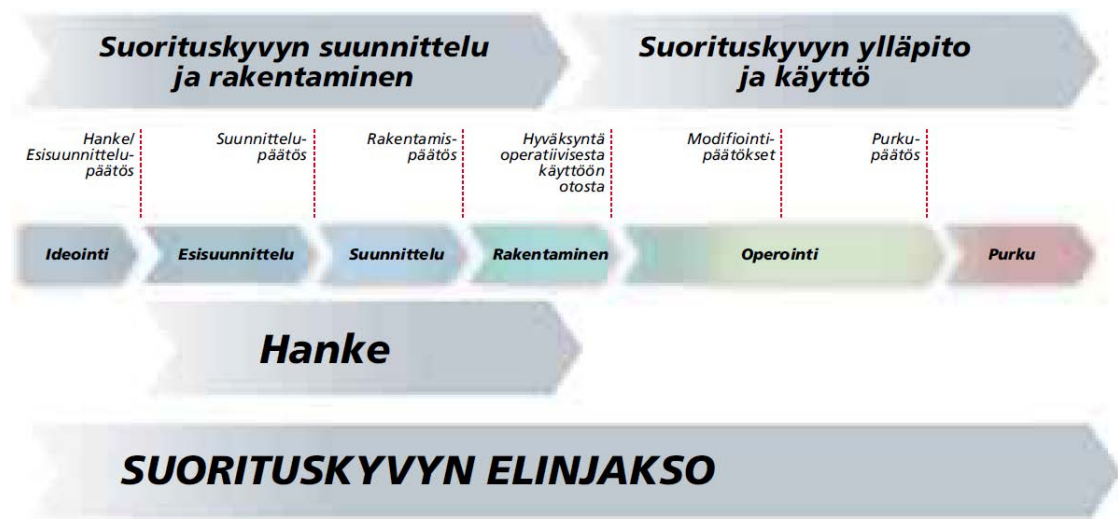 Suorituskyvyn suunnittelu
ja rakentaminen
Suorituskyvyn ylläpito
ja käyttö
Hanke/
Esisuunnittelu-
päätös
Suunnittelu-
päätös
Rakentamis-
päätös
Hyväksyntä
operatiivisesta
käyttöön
otosta
Modifiointi-
päätökset
Purku-
päätös
Ideointi
Esisuunnittelu
Suunnittelu
Rakentaminen
Operointi
Purku
Hanke
SUORITUSKYVYN ELINJAKSO